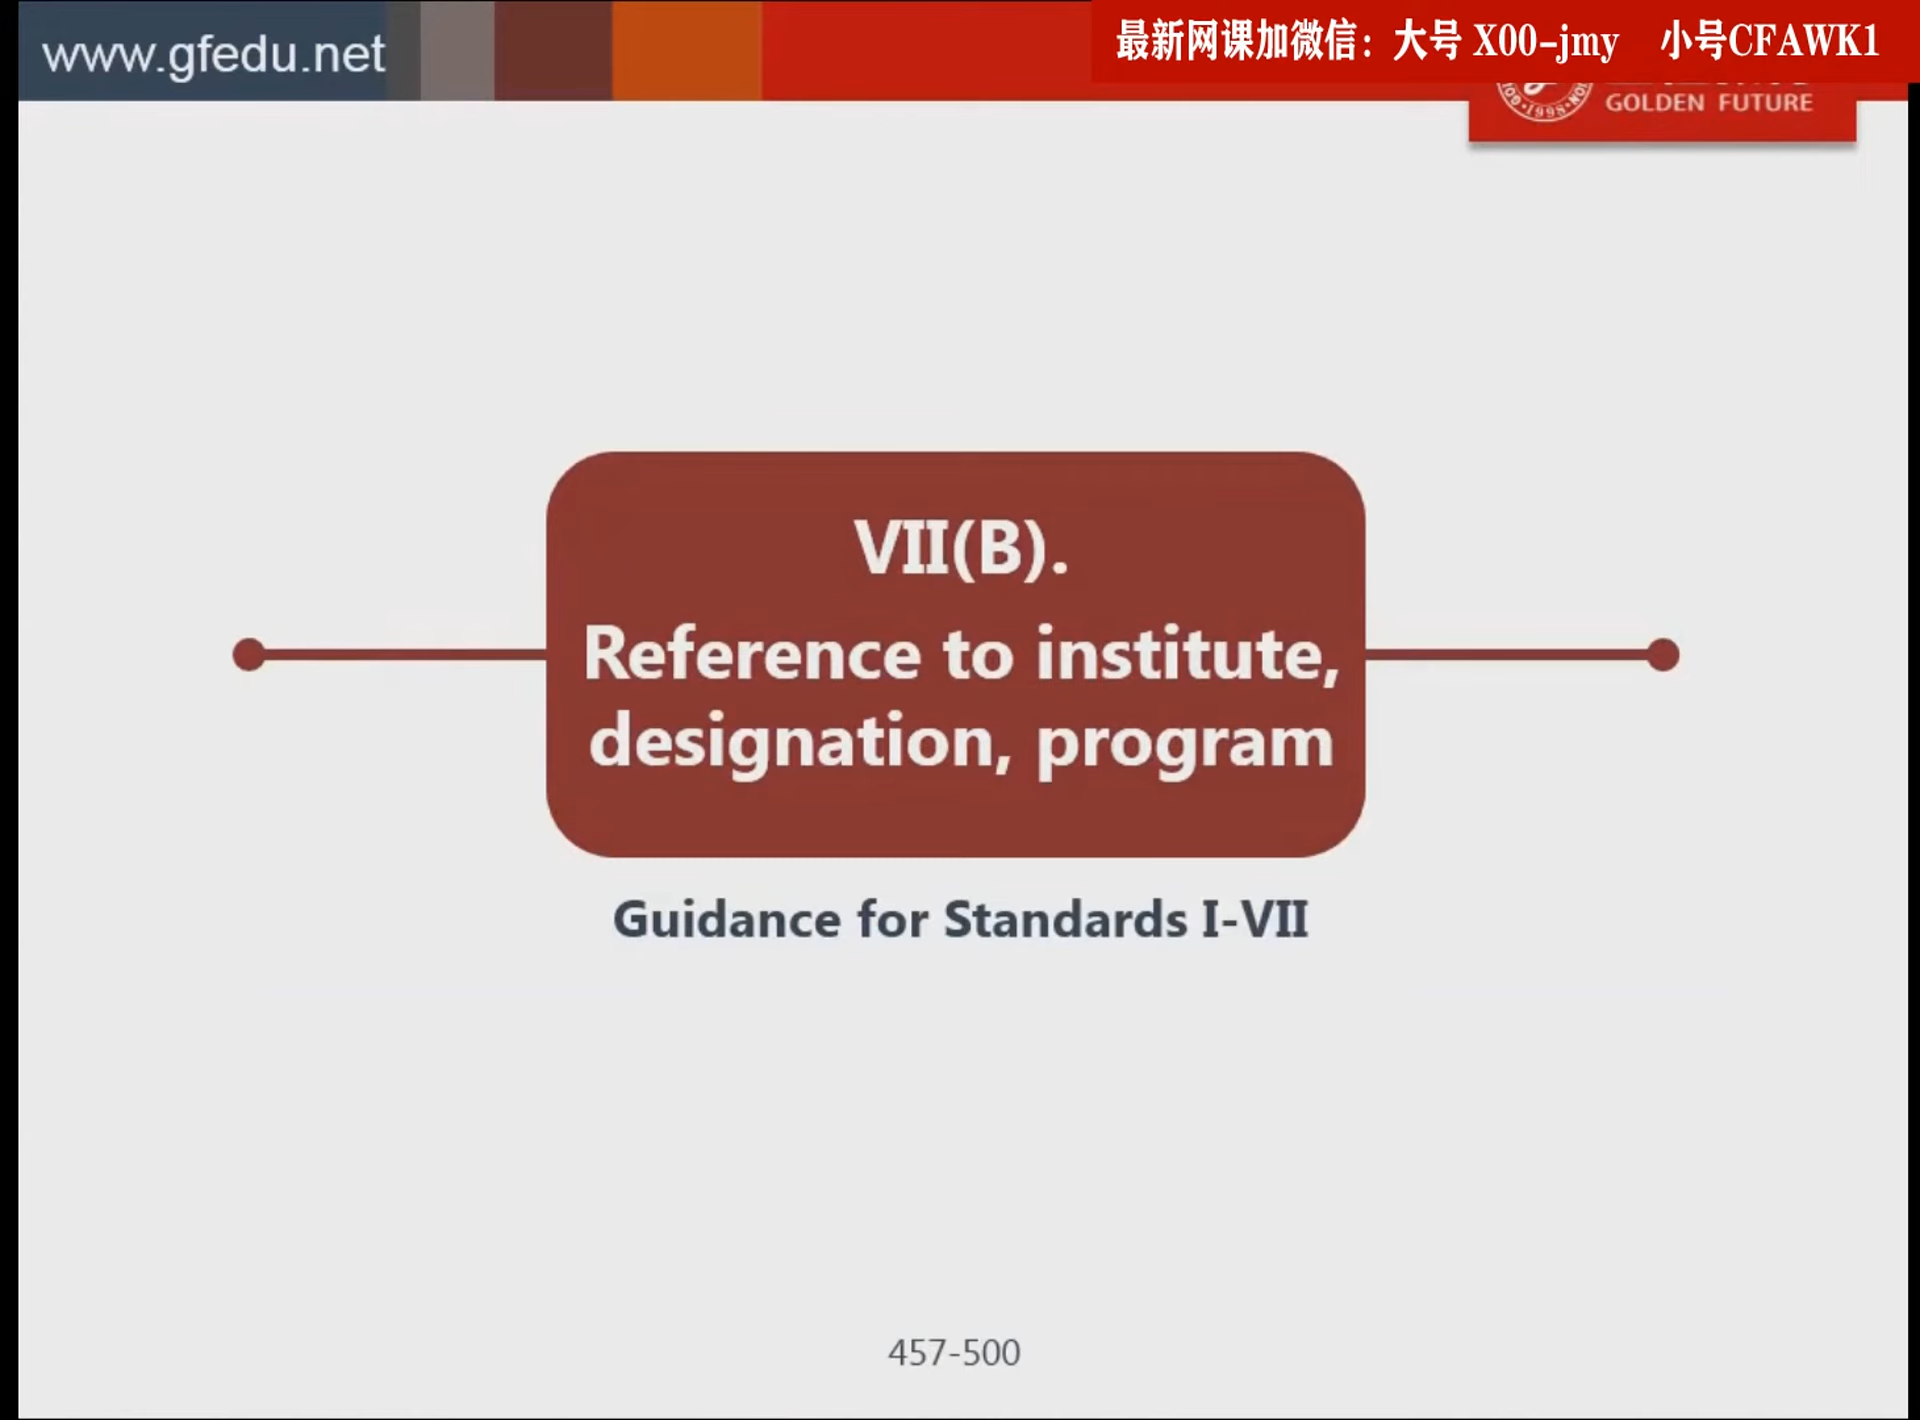 www.gfedu.net
最新网课加微信：大号 X00-jmy 小号CFAWK1
1998
GOLDEN FUTURE
VII(B).
Reference to institute,
designation, program
Guidance for Standards I-VII
457-500